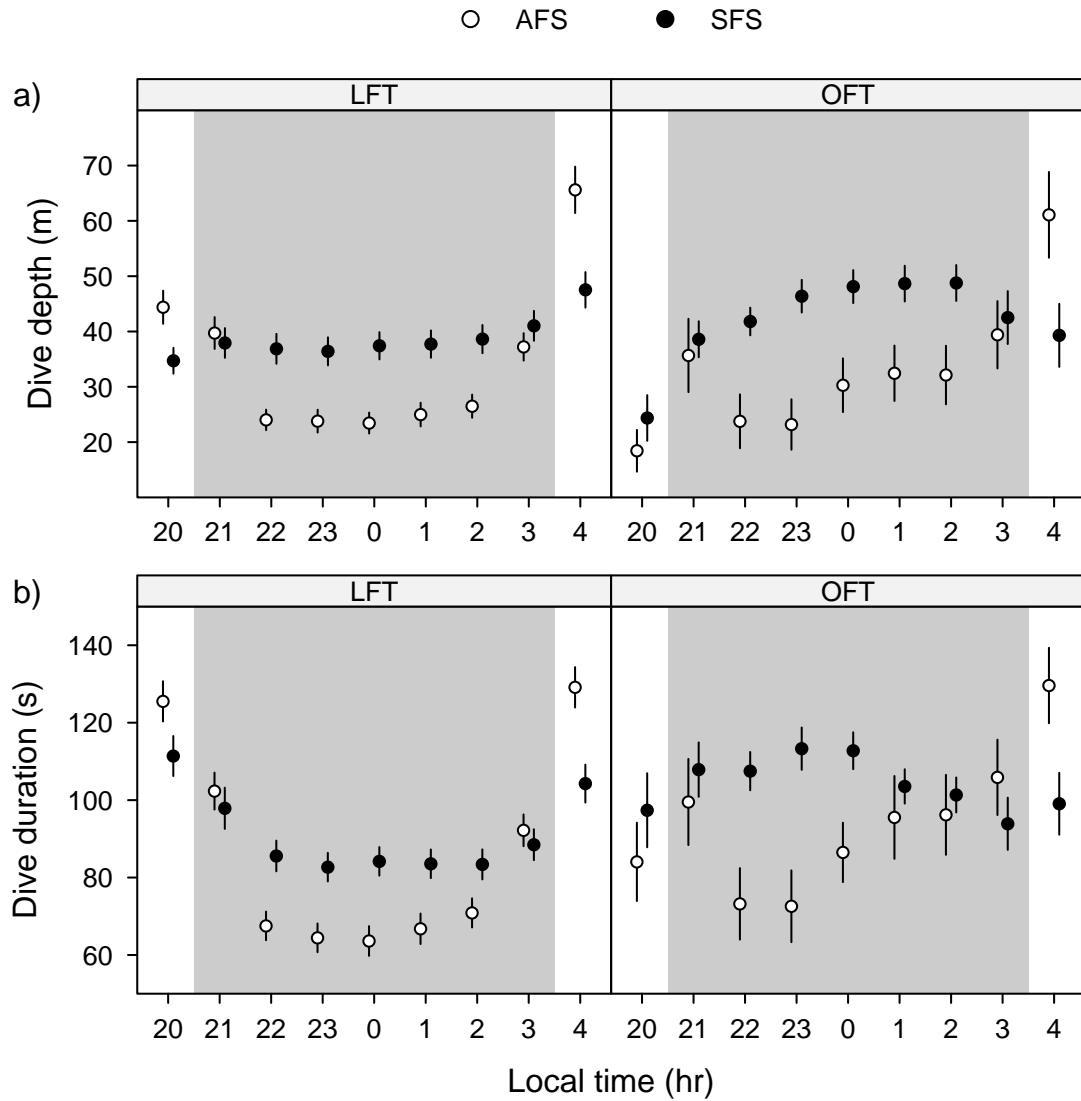 AFS SFS
a)
LFT OFT
Dive depth (m)
70
60
50
40
30
20
20 21 22 23 0 1 2 3 4 20 21 22 23 0 1 2 3 4
b)
LFT OFT
Dive duration (s)
140
120
100
80
60
20 21 22 23 0 1 2 3 4 20 21 22 23 0 1 2 3 4
Local time (hr)